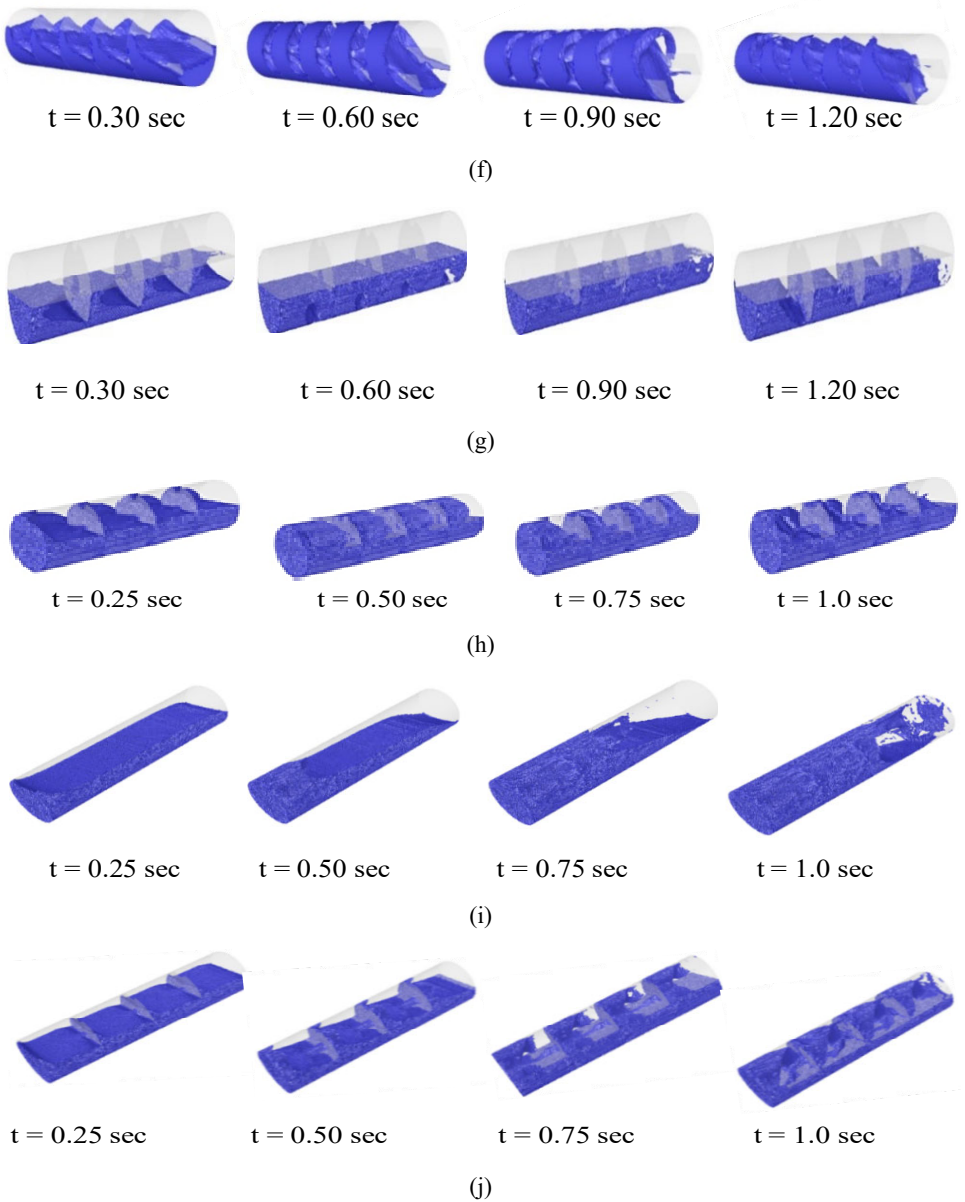 t = 0.30 sec t = 0.60 sec t = 0.90 sec t = 1.20 sec
(f)
t = 0.30 sec t = 0.60 sec t = 0.90 sec t = 1.20 sec
(g)
t = 0.25 sec t = 0.50 sec t = 0.75 sec t = 1.0 sec
(h)
t = 0.25 sec t = 0.50 sec t = 0.75 sec t = 1.0 sec
(i)
t = 0.25 sec t = 0.50 sec t = 0.75 sec t = 1.0 sec
(j)